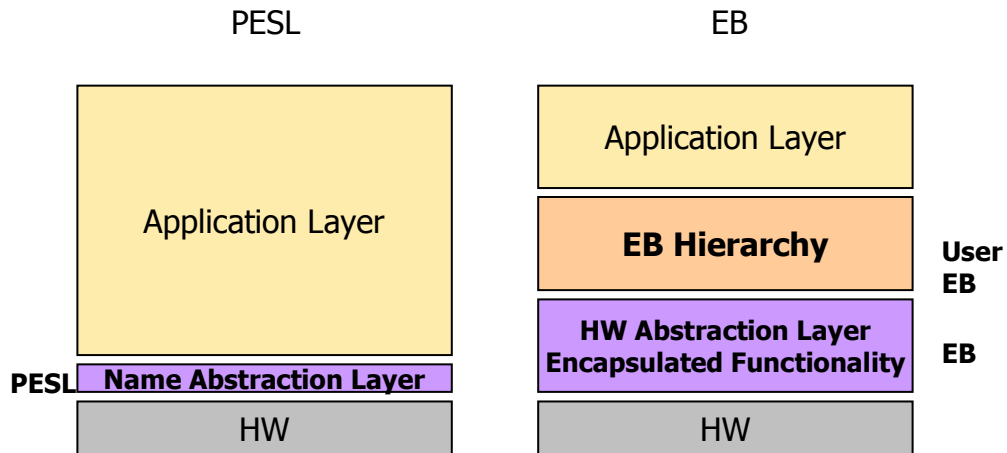 PESL
EB
Application Layer
Application Layer
EB Hierarchy
User
EB
HW Abstraction Layer
Encapsulated Functionality
EB
PESL
Name Abstraction Layer
HW
HW